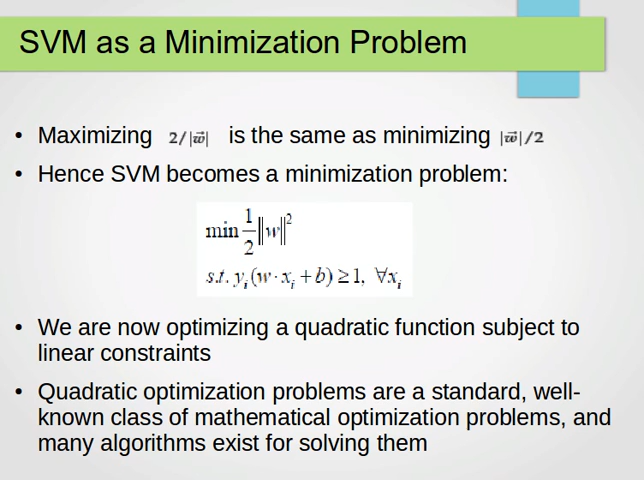 SVM as a Minimization Problem
• Maximizing 2/|w⃗| is the same as minimizing |w⃗|/2
• Hence SVM becomes a minimization problem:
min 1/2 ||w||²
s.t. yᵢ(w · xᵢ + b) ≥ 1, ∀xᵢ
• We are now optimizing a quadratic function subject to
linear constraints
• Quadratic optimization problems are a standard, well-
known class of mathematical optimization problems, and
many algorithms exist for solving them